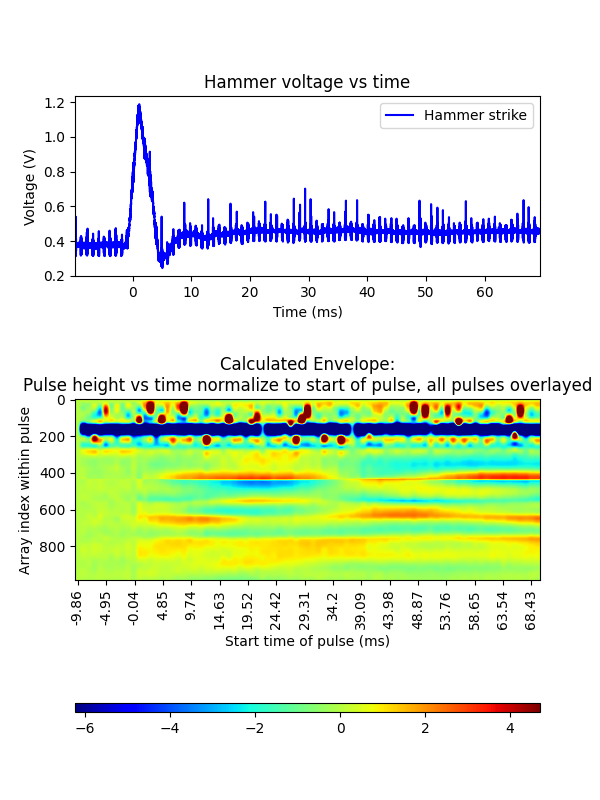 Hammer voltage vs time
Hammer strike
1.2
1.0
0.8
0.6
0.4
0.2
Voltage (V)
0 10 20 30 40 50 60
Time (ms)
Calculated Envelope:
Pulse height vs time normalize to start of pulse, all pulses overlayed
0
200
400
600
800
Array index within pulse
-9.86 -4.95 -0.04 4.85 9.74 14.63 19.52 24.42 29.31 34.2 39.09 43.98 48.87 53.76 58.65 63.54 68.43
Start time of pulse (ms)
−6 −4 −2 0 2 4